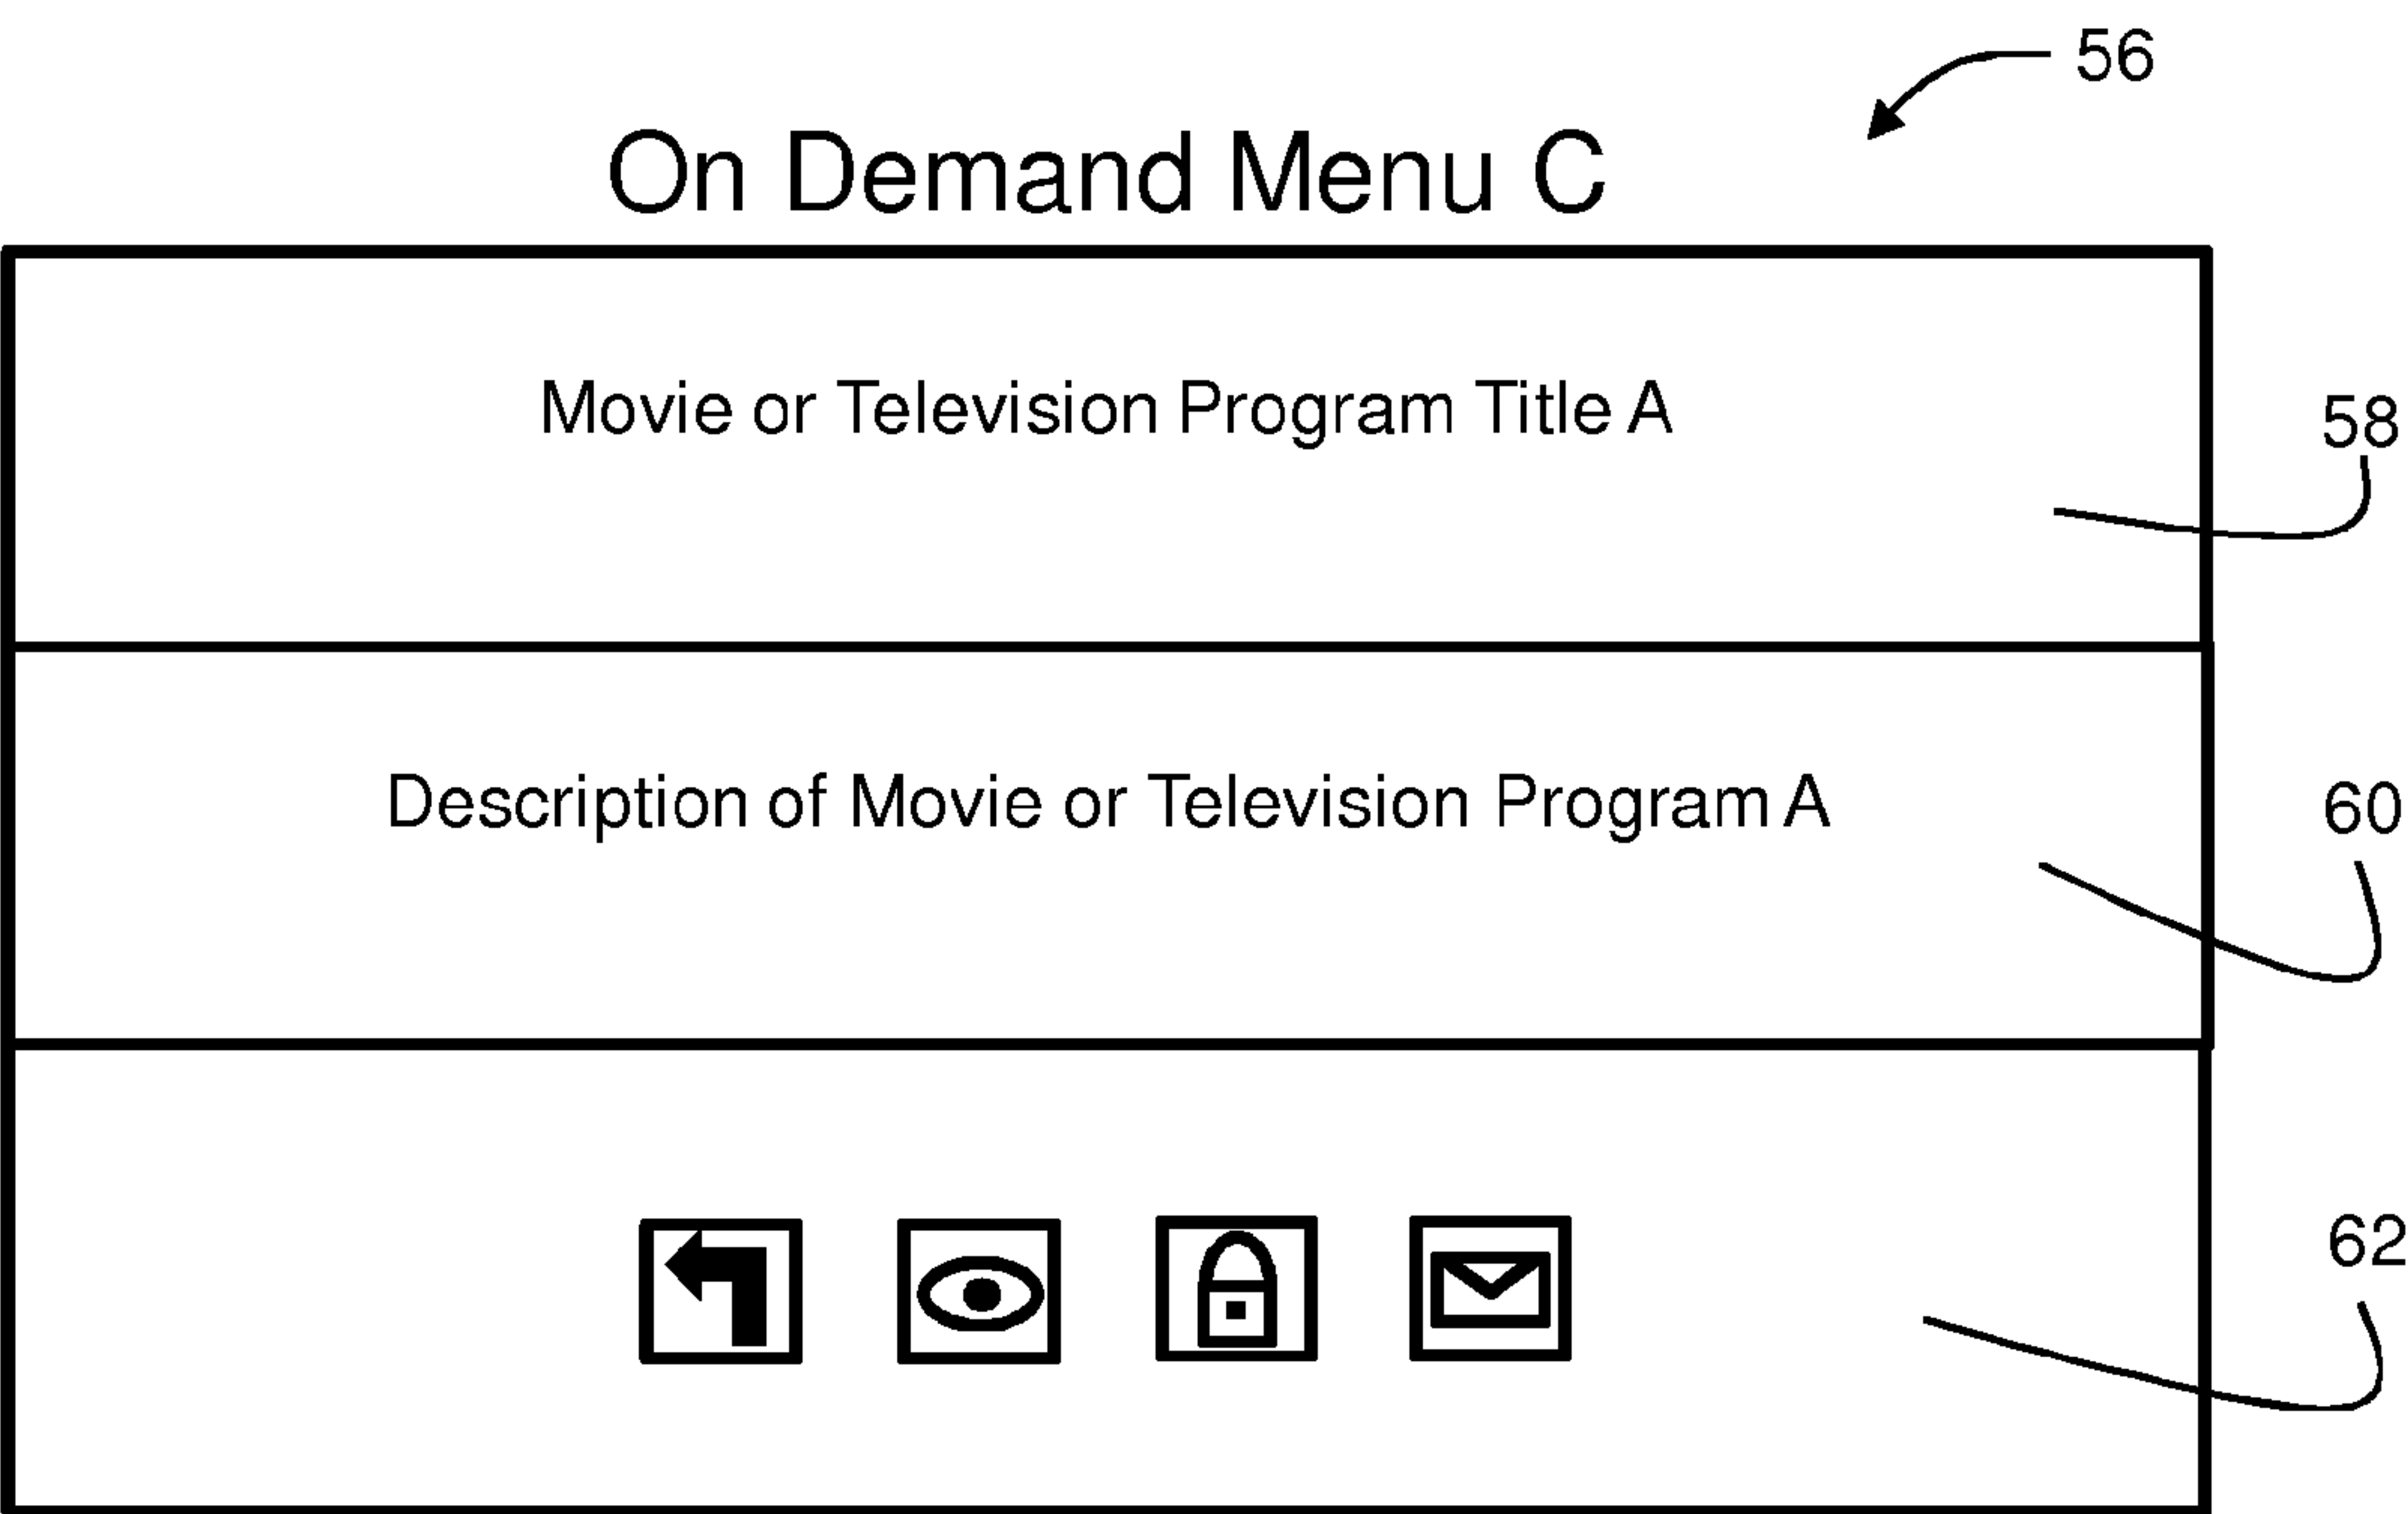 56
On Demand Menu C
Movie or Television Program Title A
58
Description of Movie or Television Program A
60
62